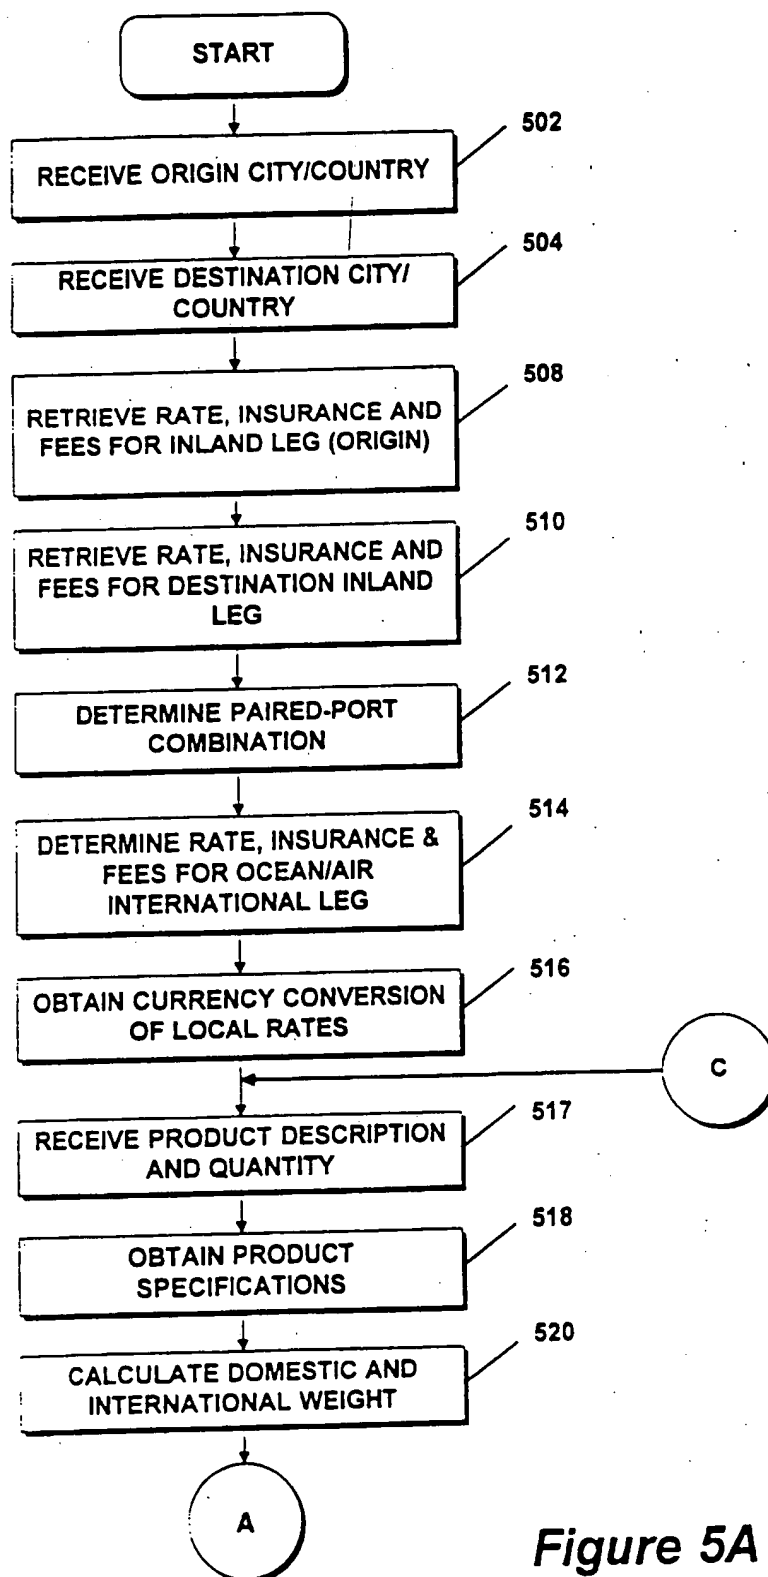 START
502
RECEIVE ORIGIN CITY/COUNTRY
504
RECEIVE DESTINATION CITY/
COUNTRY
508
RETRIEVE RATE, INSURANCE AND
FEES FOR INLAND LEG (ORIGIN)
510
RETRIEVE RATE, INSURANCE AND
FEES FOR DESTINATION INLAND
LEG
512
DETERMINE PAIRED-PORT
COMBINATION
514
DETERMINE RATE, INSURANCE &
FEES FOR OCEAN/AIR
INTERNATIONAL LEG
516
OBTAIN CURRENCY CONVERSION
OF LOCAL RATES
C
517
RECEIVE PRODUCT DESCRIPTION
AND QUANTITY
518
OBTAIN PRODUCT
SPECIFICATIONS
520
CALCULATE DOMESTIC AND
INTERNATIONAL WEIGHT
A
Figure 5A